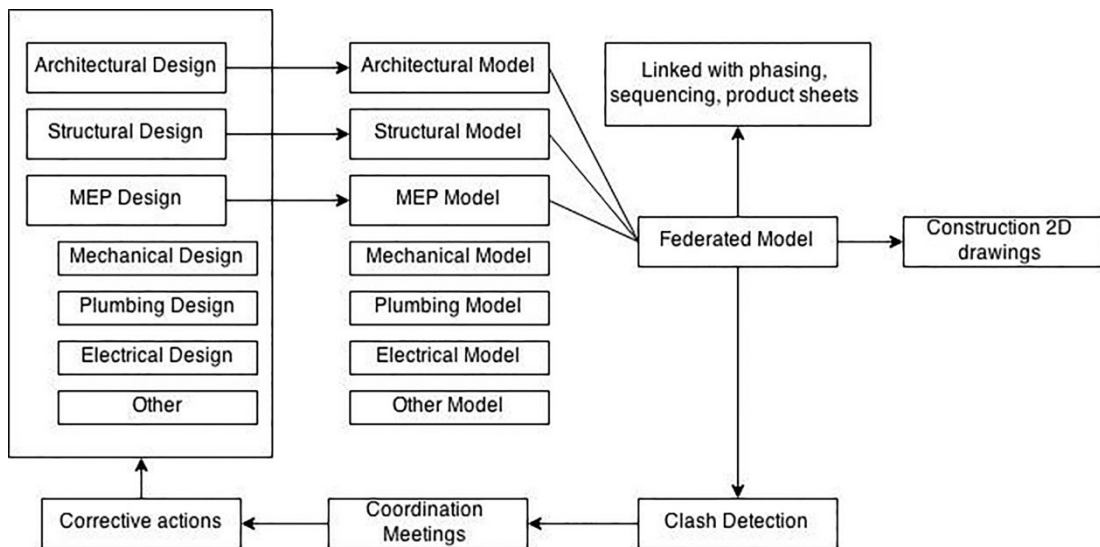 Architectural Design
Architectural Model
Linked with phasing,
sequencing, product sheets
Structural Design
Structural Model
MEP Design
MEP Model
Federated Model
Construction 2D
drawings
Mechanical Design
Mechanical Model
Plumbing Design
Plumbing Model
Electrical Design
Electrical Model
Other
Other Model
Corrective actions
Coordination
Meetings
Clash Detection